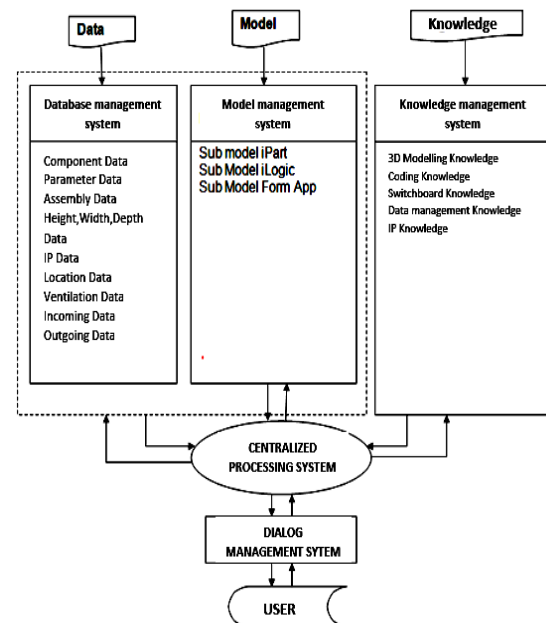 Data
Model
Knowledge
Database management
system
Component Data
Parameter Data
Assembly Data
Height,Width,Depth
Data
IP Data
Location Data
Ventilation Data
Incoming Data
Outgoing Data
Model management
system
Sub model iPart
Sub Model iLogic
Sub Model Form App
Knowledge management
system
3D Modelling Knowledge
Coding Knowledge
Switchboard Knowledge
Data management Knowledge
IP Knowledge
CENTRALIZED
PROCESSING SYSTEM
DIALOG
MANAGEMENT SYTEM
USER